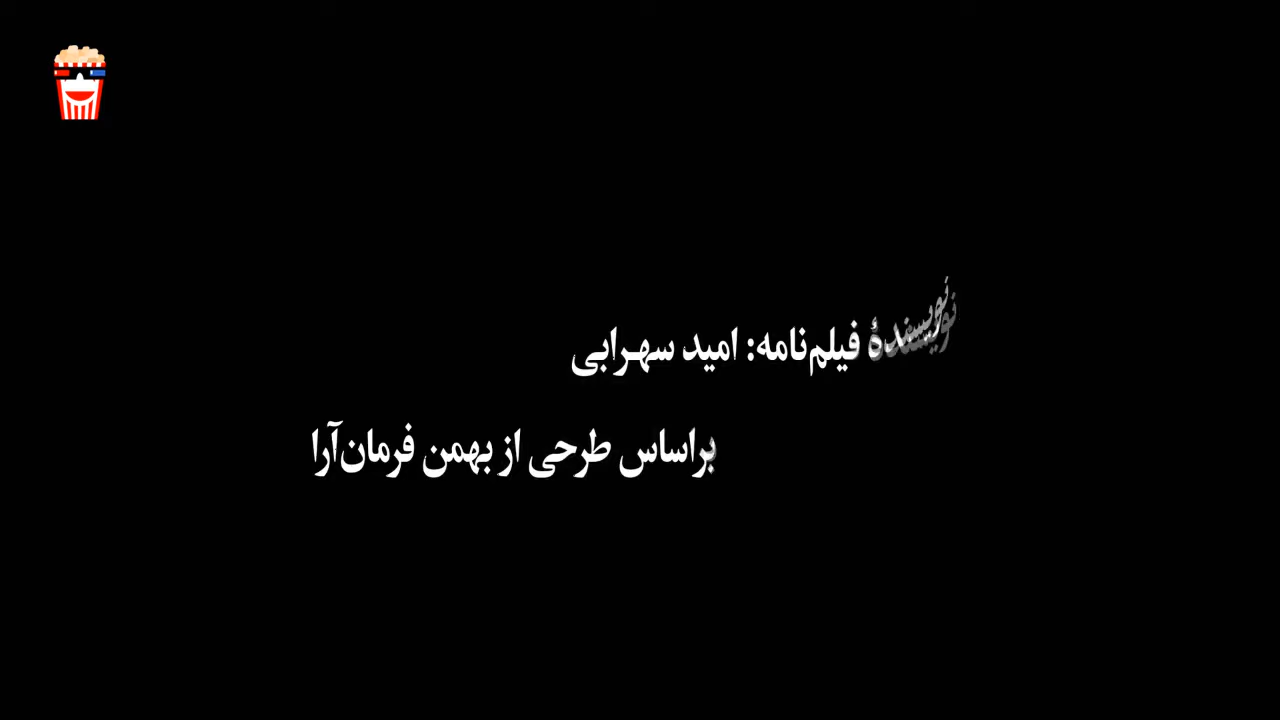 نویسندهٔ فیلم‌نامه: امید سهرابی
براساس طرحی از بهمن فرمان‌آرا